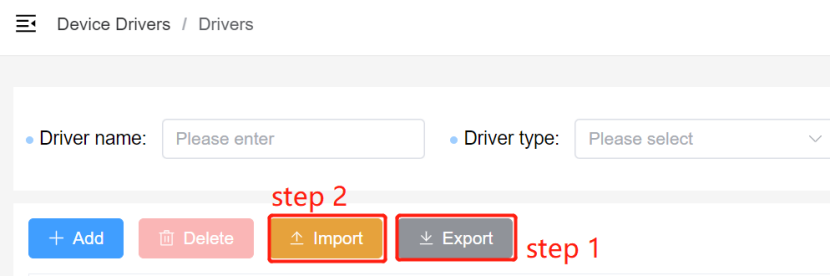 Device Drivers / Drivers
Driver name: Please enter Driver type: Please select
step 2
Add Delete Import Export step 1